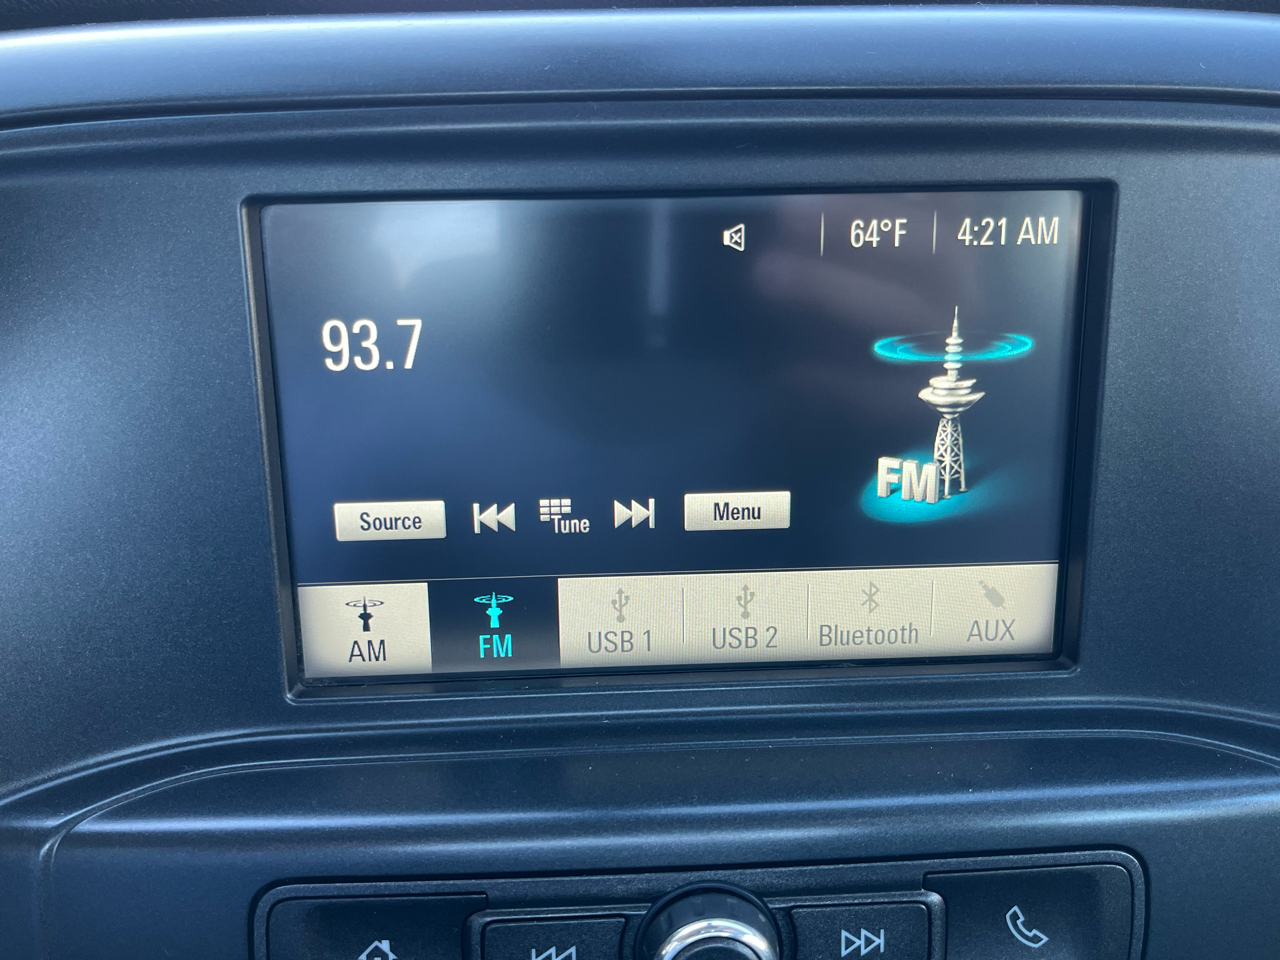 64°F
4:21 AM
93.7
FM
Source
Tune
Menu
AM
FM
USB 1
USB 2
Bluetooth
AUX